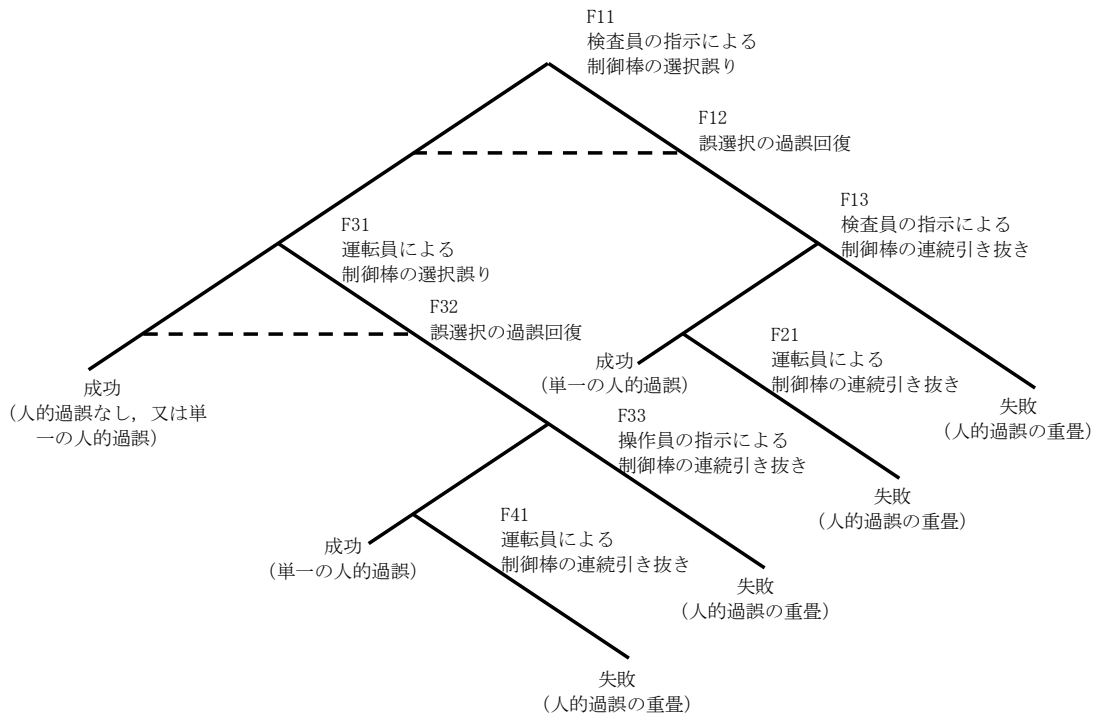 F11
検査員の指示による
制御棒の選択誤り
F12
誤選択の過誤回復
F13
検査員の指示による
制御棒の連続引き抜き
F31
運転員による
制御棒の選択誤り
F32
誤選択の過誤回復
F21
運転員による
制御棒の連続引き抜き
成功
(単一の人的過誤)
成功
(人的過誤なし，又は単
一の人的過誤)
失敗
(人的過誤の重畳)
F33
操作員の指示による
制御棒の連続引き抜き
失敗
(人的過誤の重畳)
F41
運転員による
制御棒の連続引き抜き
成功
(単一の人的過誤)
失敗
(人的過誤の重畳)
失敗
(人的過誤の重畳)